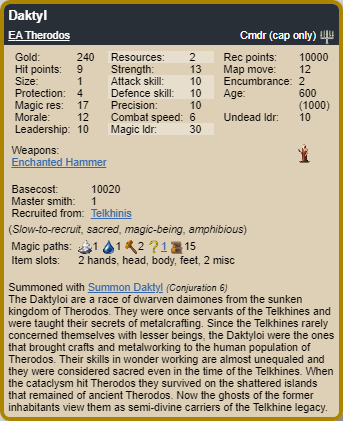 Daktyl
EA Therodos Cmdr (cap only)
Gold: 240 Resources: 2 Rec points: 10000
Hit points: 9 Strength: 13 Map move: 12
Size: 1 Attack skill: 10 Encumbrance: 2
Protection: 4 Defence skill: 10 Age: 600
Magic res: 17 Precision: 10 (1000)
Morale: 12 Combat speed: 6 Undead ldr: 10
Leadership: 10 Magic ldr: 30
Weapons:
Enchanted Hammer
Basecost: 10020
Master smith: 1
Recruited from: Telkhinis
(Slow-to-recruit, sacred, magic-being, amphibious)
Magic paths: 1 1 2 ?1 15
Item slots: 2 hands, head, body, feet, 2 misc
Summoned with Summon Daktyl (Conjuration 6)
The Daktyloi are a race of dwarven daimones from the sunken
kingdom of Therodos. They were once servants of the Telkhines and
were taught their secrets of metalcrafting. Since the Telkhines rarely
concerned themselves with lesser beings, the Daktyloi were the ones
that brought crafts and metalworking to the human population of
Therodos. Their skills in wonder working are almost unequaled and
they were considered sacred even in the time of the Telkhines. When
the cataclysm hit Therodos they survived on the shattered islands
that remained of ancient Therodos. Now the ghosts of the former
inhabitants view them as semi-divine carriers of the Telkhine legacy.